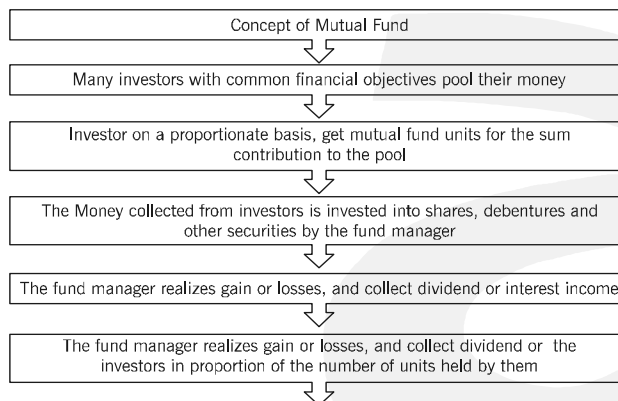 Concept of Mutual Fund
Many investors with common financial objectives pool their money
Investor on a proportionate basis, get mutual fund units for the sum
contribution to the pool
The Money collected from investors is invested into shares, debentures and
other securities by the fund manager
The fund manager realizes gain or losses, and collect dividend or interest income
The fund manager realizes gain or losses, and collect dividend or the
investors in proportion of the number of units held by them